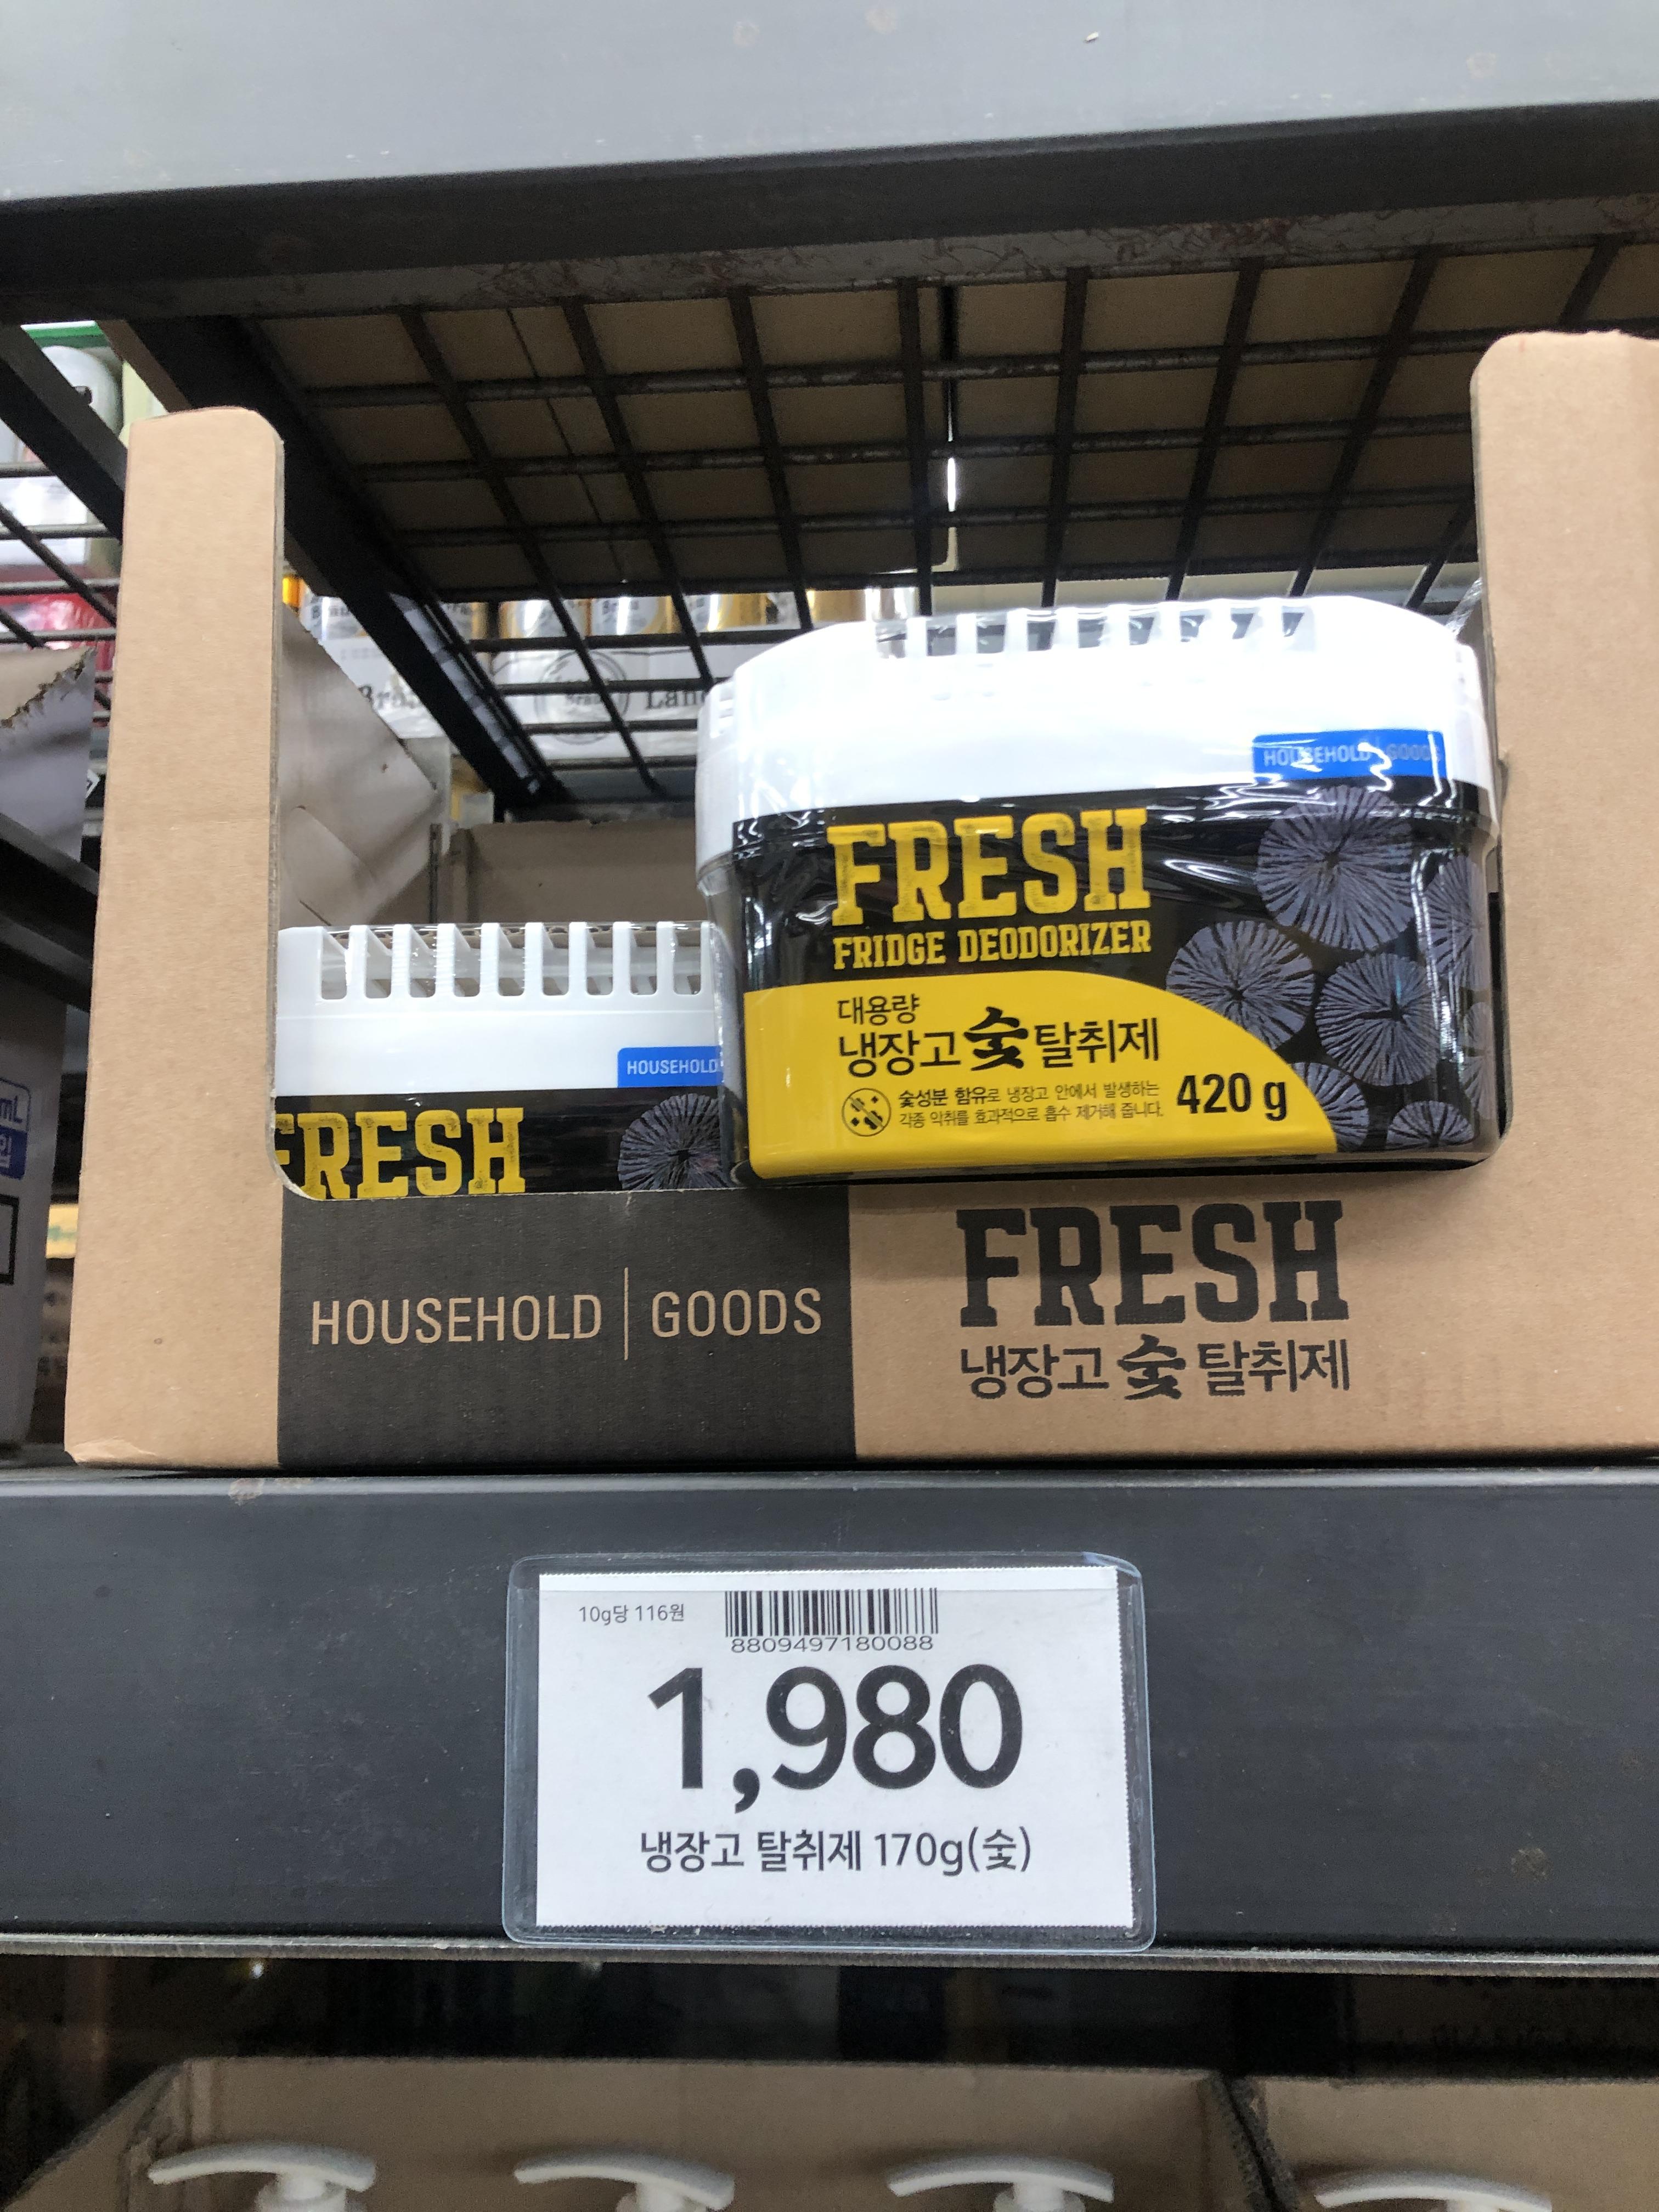 HOUSEHOLD GOODS
FRESH
FRIDGE DEODORIZER
대용량
냉장고 숯 탈취제
숯성분 함유로 냉장고 안에서 발생하는
각종 악취를 효과적으로 흡수 제거해 줍니다.
420 g
HOUSEHOLD
FRESH
HOUSEHOLD | GOODS
FRESH
냉장고 숯 탈취제
mL
10g당 116원
8809497180088
1,980
냉장고 탈취제 170g(숯)